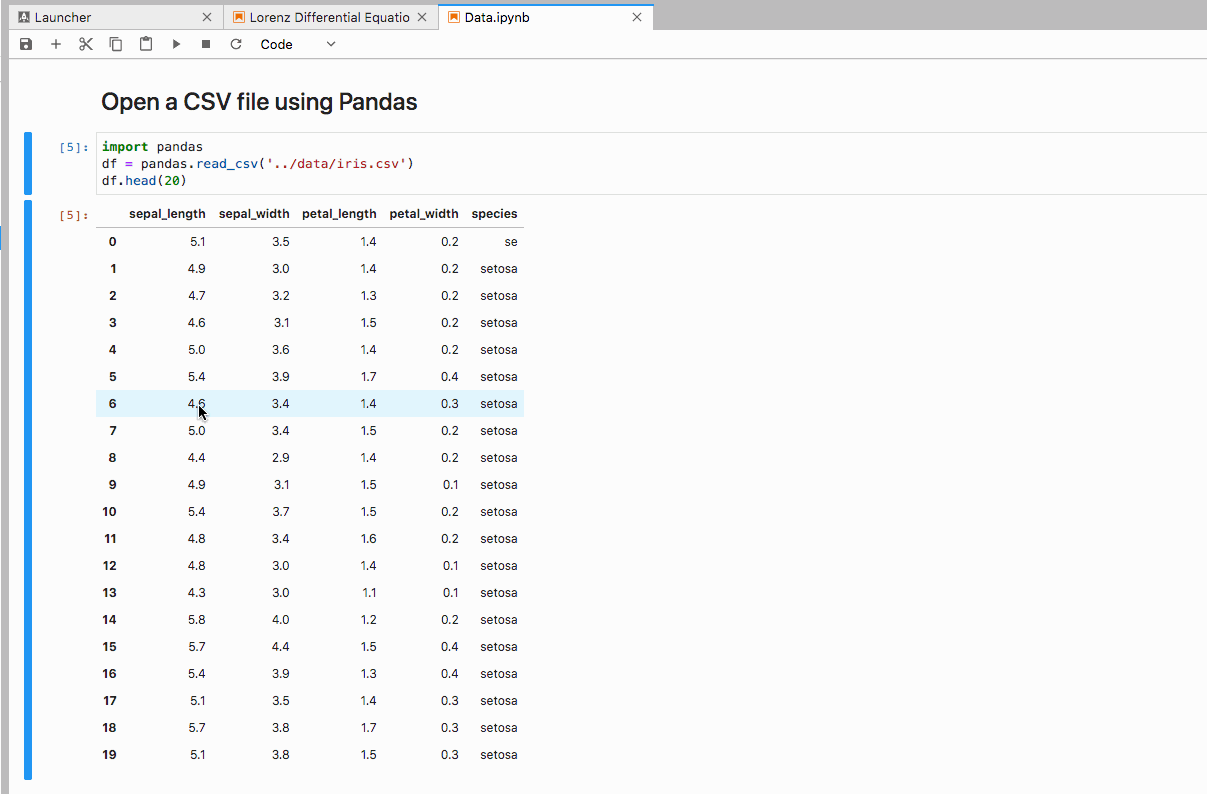 Launcher
Lorenz Differential Equatio
Data.ipynb
Code
Open a CSV file using Pandas
[5]: import pandas
df = pandas.read_csv('../data/iris.csv')
df.head(20)
[5]: sepal_length sepal_width petal_length petal_width species
0 5.1 3.5 1.4 0.2 se
1 4.9 3.0 1.4 0.2 setosa
2 4.7 3.2 1.3 0.2 setosa
3 4.6 3.1 1.5 0.2 setosa
4 5.0 3.6 1.4 0.2 setosa
5 5.4 3.9 1.7 0.4 setosa
6 4.6 3.4 1.4 0.3 setosa
7 5.0 3.4 1.5 0.2 setosa
8 4.4 2.9 1.4 0.2 setosa
9 4.9 3.1 1.5 0.1 setosa
10 5.4 3.7 1.5 0.2 setosa
11 4.8 3.4 1.6 0.2 setosa
12 4.8 3.0 1.4 0.1 setosa
13 4.3 3.0 1.1 0.1 setosa
14 5.8 4.0 1.2 0.2 setosa
15 5.7 4.4 1.5 0.4 setosa
16 5.4 3.9 1.3 0.4 setosa
17 5.1 3.5 1.4 0.3 setosa
18 5.7 3.8 1.7 0.3 setosa
19 5.1 3.8 1.5 0.3 setosa